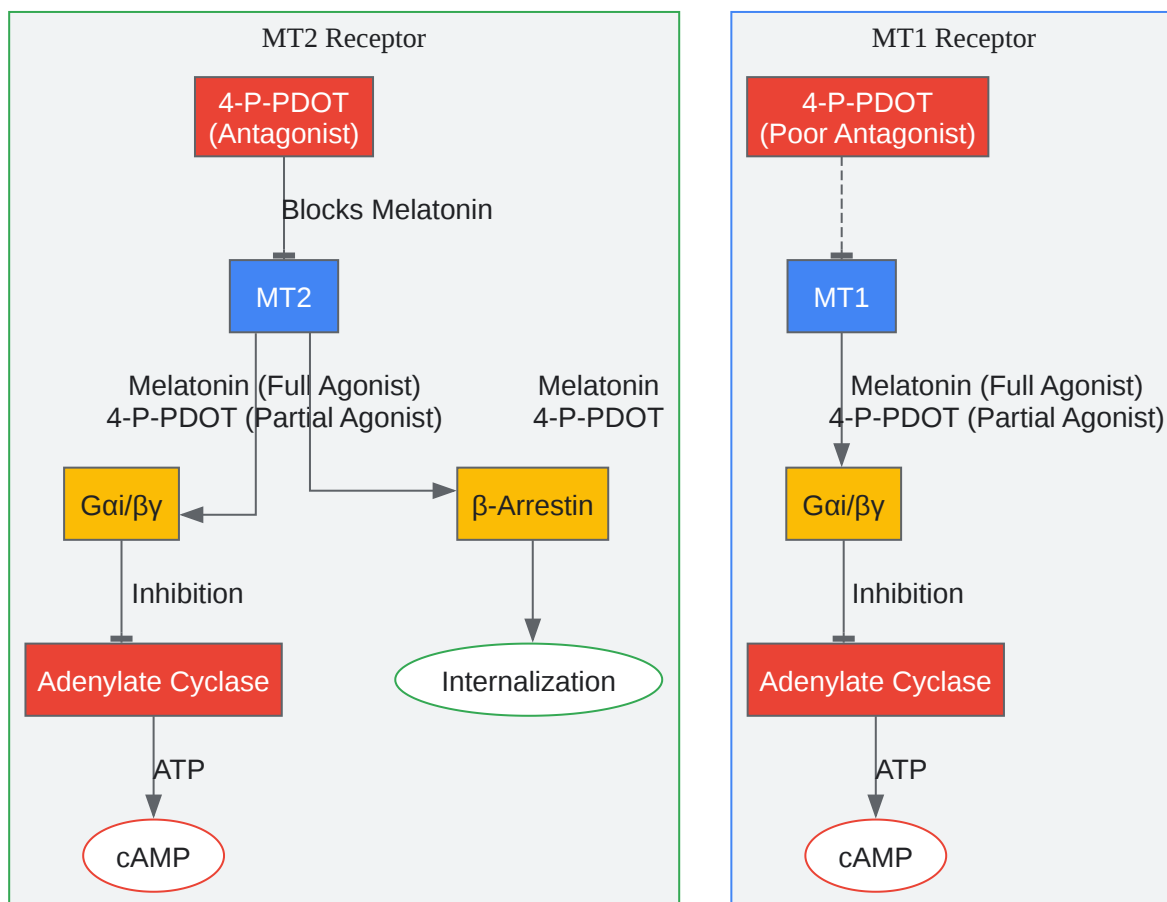 MT2 Receptor
4-P-PDOT
(Antagonist)
Blocks Melatonin
MT2
Melatonin (Full Agonist)
4-P-PDOT (Partial Agonist)
Melatonin
4-P-PDOT
Gαi/βγ
β-Arrestin
Inhibition
Adenylate Cyclase
Internalization
ATP
cAMP
MT1 Receptor
4-P-PDOT
(Poor Antagonist)
MT1
Melatonin (Full Agonist)
4-P-PDOT (Partial Agonist)
Gαi/βγ
Inhibition
Adenylate Cyclase
ATP
cAMP